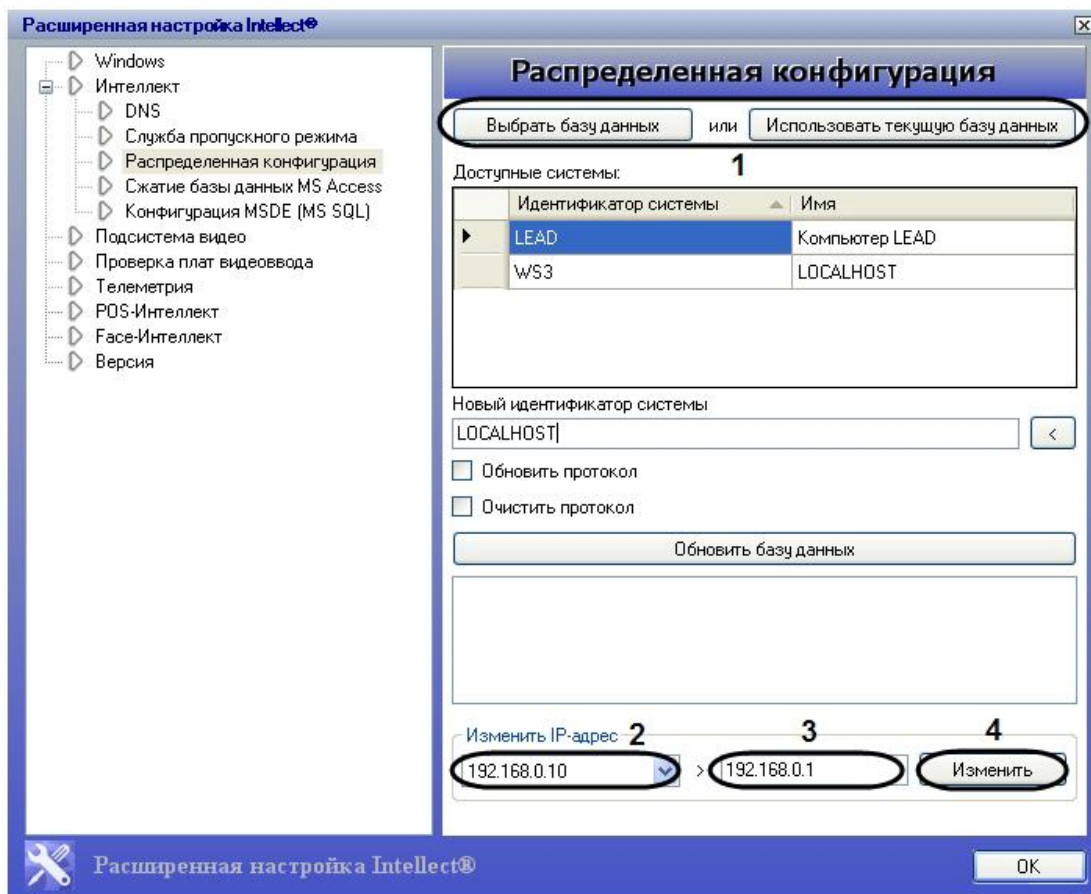 Расширенная настройка Intellect®
Windows
Интеллект
DNS
Служба пропускного режима
Распределенная конфигурация
Сжатие базы данных MS Access
Конфигурация MSDE (MS SQL)
Подсистема видео
Проверка плат видеоввода
Телеметрия
POS-Интеллект
Face-Интеллект
Версия
Распределенная конфигурация
Выбрать базу данных или Использовать текущую базу данных
1
Доступные системы:
Идентификатор системы Имя
LEAD Компьютер LEAD
WS3 LOCALHOST
Новый идентификатор системы
LOCALHOST <
Обновить протокол
Очистить протокол
Обновить базу данных
Изменить IP-адрес 2 3 4
192.168.0.10 > 192.168.0.1 Изменить
Расширенная настройка Intellect® OK